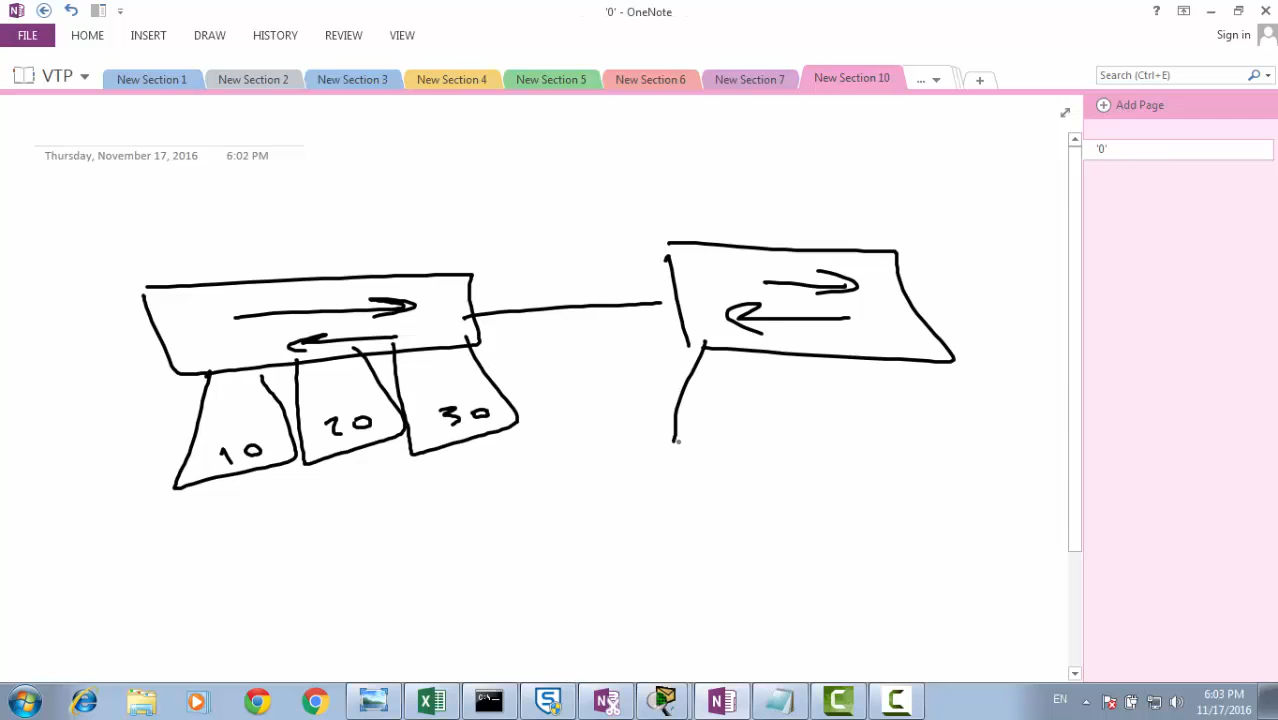 '0' - OneNote
?
FILE HOME INSERT DRAW HISTORY REVIEW VIEW
Sign in
VTP
New Section 1 New Section 2 New Section 3 New Section 4 New Section 5 New Section 6 New Section 7 New Section 10 ... +
Search (Ctrl+E)
Add Page
'0'
Thursday, November 17, 2016 6:02 PM
10 20 30
C:\_
EN
6:03 PM
11/17/2016